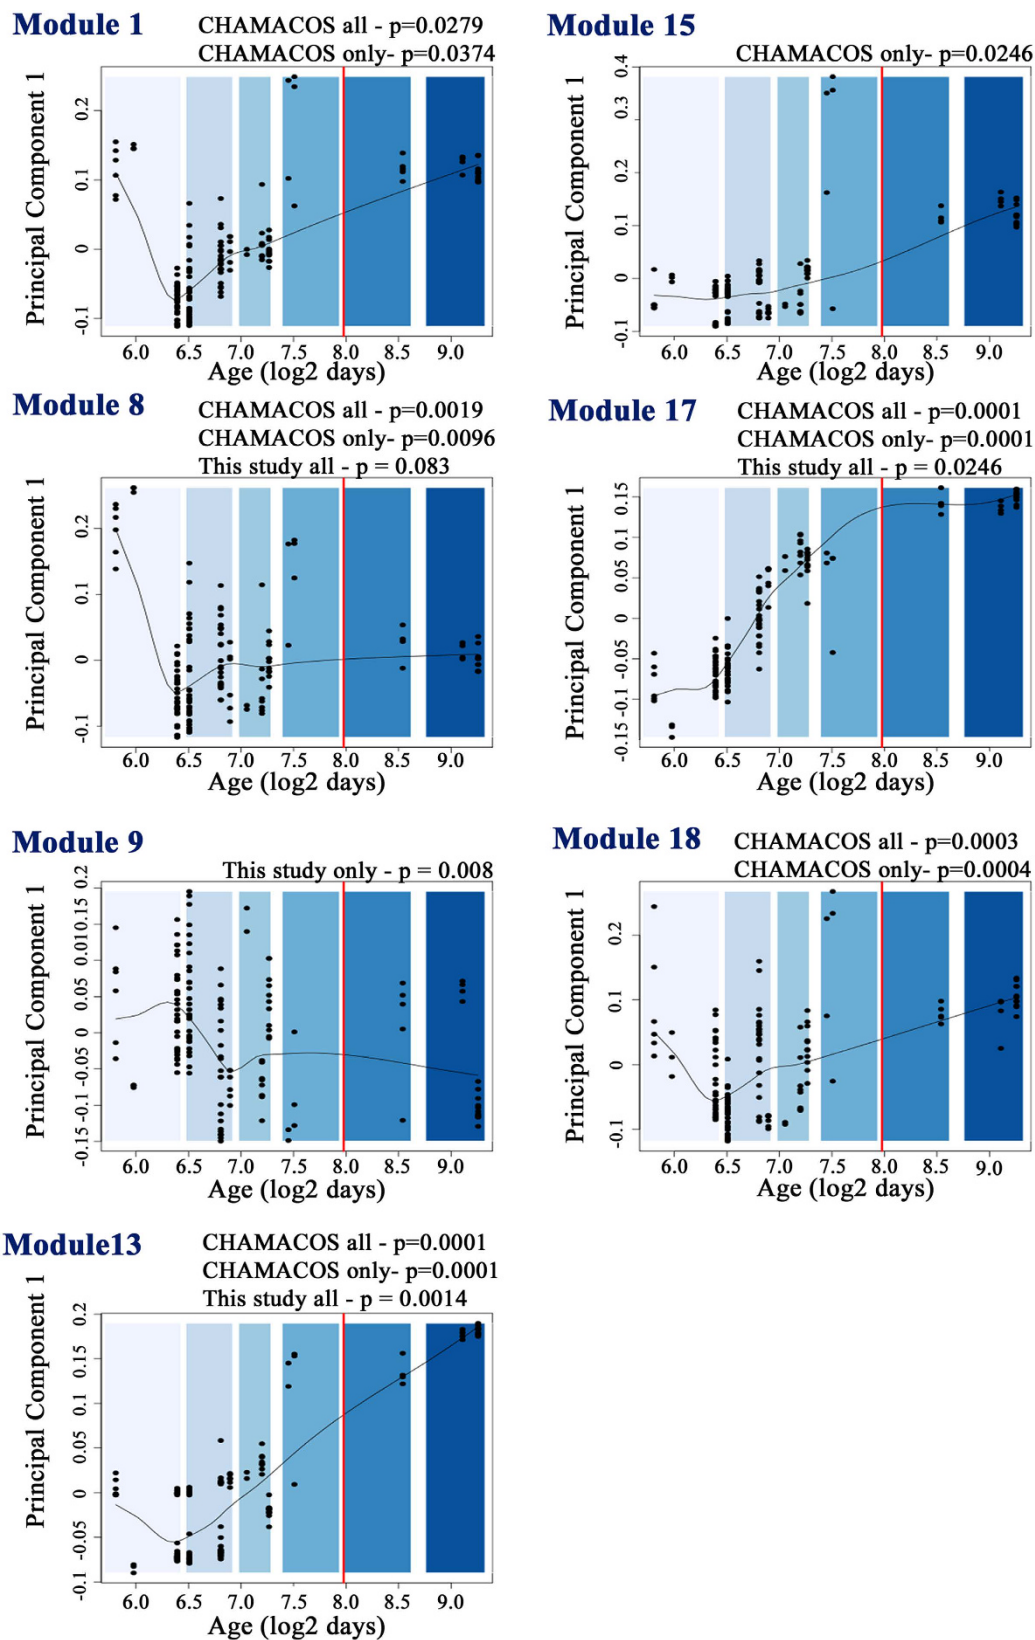 Module 1
CHAMACOS all - p=0.0279
CHAMACOS only- p=0.0374
Principal Component 1
0.2
0.1
0
-0.1
6.0 6.5 7.0 7.5 8.0 8.5 9.0
Age (log2 days)
Module 15
CHAMACOS only- p=0.0246
Principal Component 1
0.4
0.3
0.2
0.1
0
-0.1
6.0 6.5 7.0 7.5 8.0 8.5 9.0
Age (log2 days)
Module 8
CHAMACOS all - p=0.0019
CHAMACOS only- p=0.0096
This study all - p = 0.083
Principal Component 1
0.2
0.1
0
-0.1
6.0 6.5 7.0 7.5 8.0 8.5 9.0
Age (log2 days)
Module 17
CHAMACOS all - p=0.0001
CHAMACOS only- p=0.0001
This study all - p = 0.0246
Principal Component 1
0.15
0.1
0.05
0
-0.05
-0.1
-0.15
6.0 6.5 7.0 7.5 8.0 8.5 9.0
Age (log2 days)
Module 9
This study only - p = 0.008
Principal Component 1
0.2
0.15
0.01
0.05
0
-0.05
-0.1
-0.15
6.0 6.5 7.0 7.5 8.0 8.5 9.0
Age (log2 days)
Module 18
CHAMACOS all - p=0.0003
CHAMACOS only- p=0.0004
Principal Component 1
0.2
0.1
0
-0.1
6.0 6.5 7.0 7.5 8.0 8.5 9.0
Age (log2 days)
Module13
CHAMACOS all - p=0.0001
CHAMACOS only- p=0.0001
This study all - p = 0.0014
Principal Component 1
0.2
0.15
0.1
0.05
0
-0.05
-0.1
6.0 6.5 7.0 7.5 8.0 8.5 9.0
Age (log2 days)